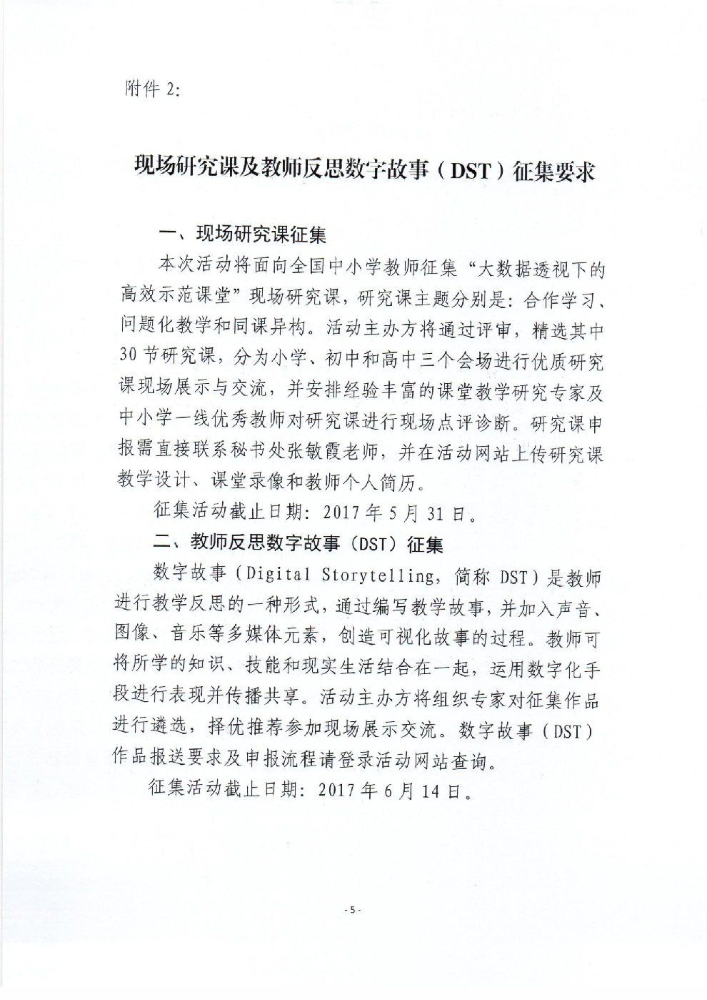 附件 2：
现场研究课及教师反思数字故事（DST）征集要求
一、现场研究课征集
本次活动将面向全国中小学教师征集“大数据透视下的
高效示范课堂”现场研究课，研究课主题分别是：合作学习、
问题化教学和同课异构。活动主办方将通过评审，精选其中
30 节研究课，分为小学、初中和高中三个会场进行优质研究
课现场展示与交流，并安排经验丰富的课堂教学研究专家及
中小学一线优秀教师对研究课进行现场点评诊断。研究课申
报需直接联系秘书处张敏霞老师，并在活动网站上传研究课
教学设计、课堂录像和教师个人简历。
征集活动截止日期：2017 年 5 月 31 日。
二、教师反思数字故事（DST）征集
数字故事（Digital Storytelling，简称 DST）是教师
进行教学反思的一种形式，通过编写教学故事，并加入声音、
图像、音乐等多媒体元素，创造可视化故事的过程。教师可
将所学的知识、技能和现实生活结合在一起，运用数字化手
段进行表现并传播共享。活动主办方将组织专家对征集作品
进行遴选，择优推荐参加现场展示交流。数字故事（DST）
作品报送要求及申报流程请登录活动网站查询。
征集活动截止日期：2017 年 6 月 14 日。
- 5 -